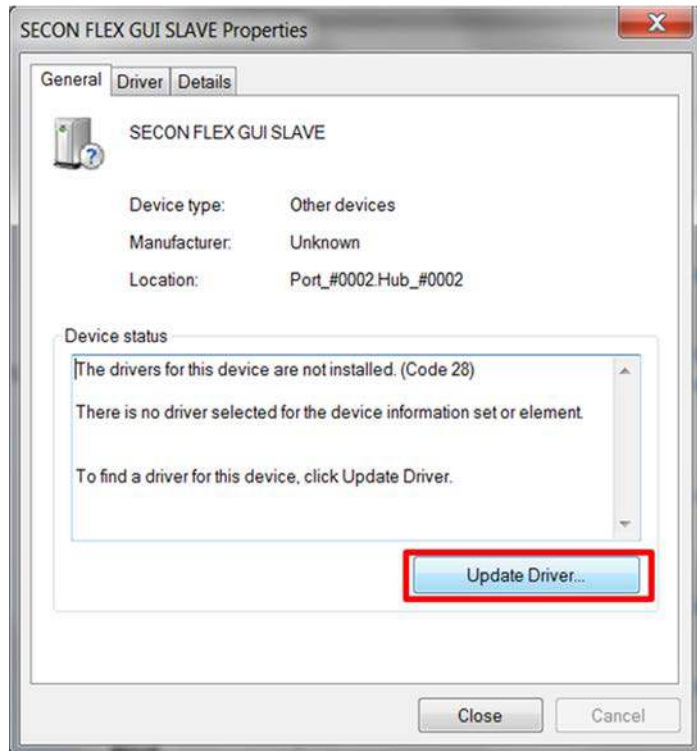 SECON FLEX GUI SLAVE Properties
General Driver Details
SECON FLEX GUI SLAVE
Device type: Other devices
Manufacturer: Unknown
Location: Port_#0002.Hub_#0002
Device status
The drivers for this device are not installed. (Code 28)
There is no driver selected for the device information set or element.
To find a driver for this device, click Update Driver.
Update Driver...
Close Cancel